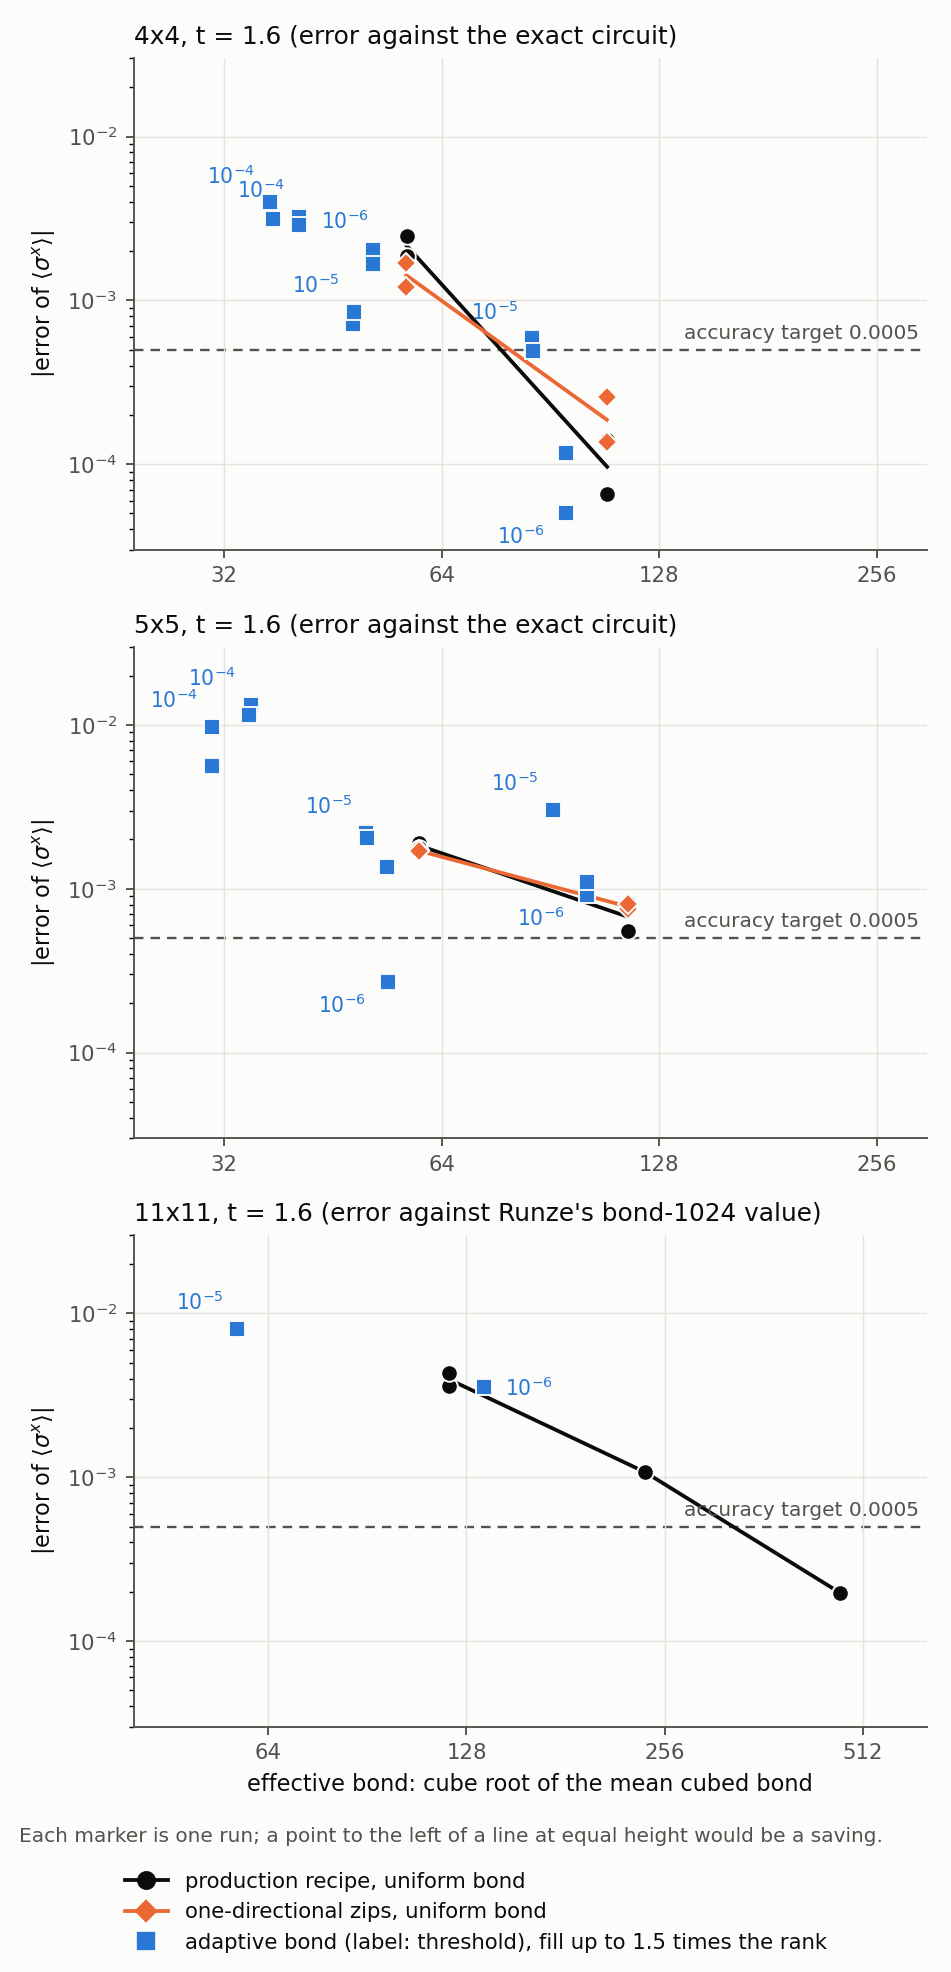 4x4, t = 1.6 (error against the exact circuit)
10⁻²
10⁻³
10⁻⁴
|error of ⟨σˣ⟩|
10⁻⁴
10⁻⁴
10⁻⁶
10⁻⁵
10⁻⁵
accuracy target 0.0005
10⁻⁶
32 64 128 256
5x5, t = 1.6 (error against the exact circuit)
10⁻²
10⁻³
10⁻⁴
|error of ⟨σˣ⟩|
10⁻⁴
10⁻⁴
10⁻⁵
10⁻⁵
10⁻⁶
accuracy target 0.0005
10⁻⁶
32 64 128 256
11x11, t = 1.6 (error against Runze's bond-1024 value)
10⁻²
10⁻³
10⁻⁴
|error of ⟨σˣ⟩|
10⁻⁵
10⁻⁶
accuracy target 0.0005
64 128 256 512
effective bond: cube root of the mean cubed bond
Each marker is one run; a point to the left of a line at equal height would be a saving.
production recipe, uniform bond
one-directional zips, uniform bond
adaptive bond (label: threshold), fill up to 1.5 times the rank